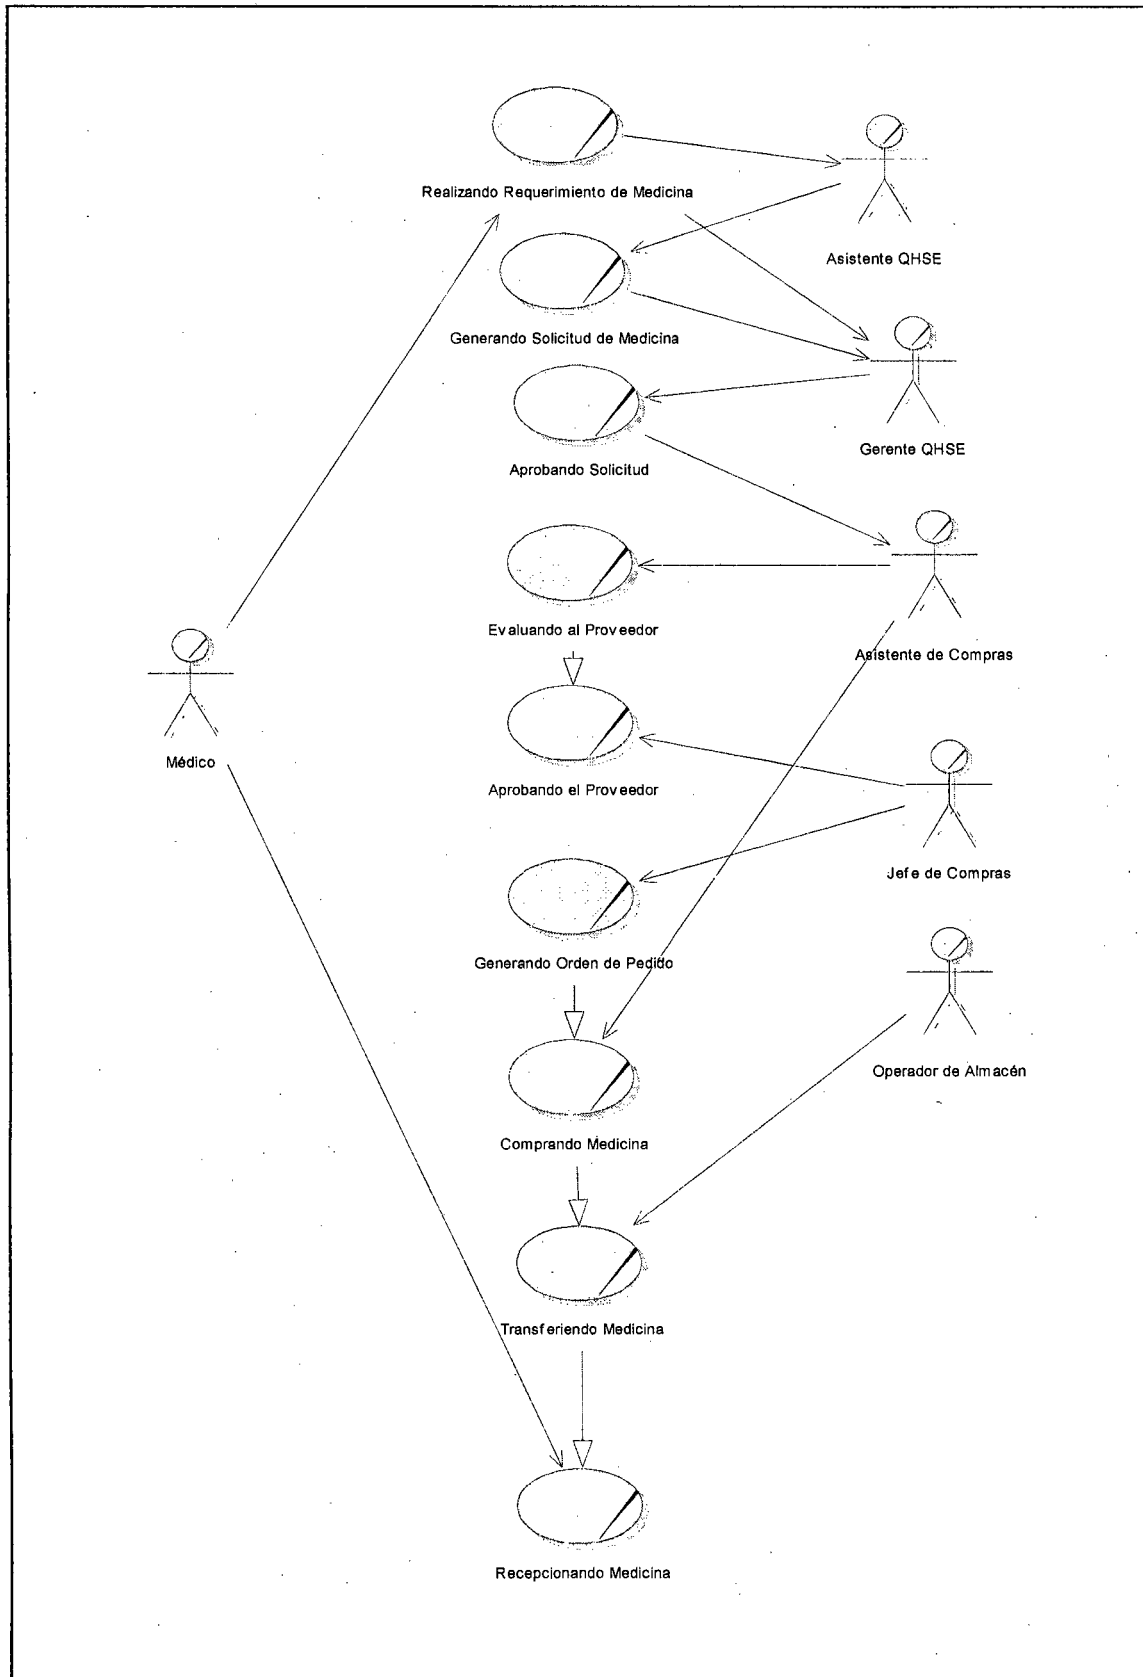 Realizando Requerimiento de Medicina
Asistente QHSE
Generando Solicitud de Medicina
Gerente QHSE
Aprobando Solicitud
Evaluando al Proveedor
Asistente de Compras
Médico
Aprobando el Proveedor
Jefe de Compras
Generando Orden de Pedido
Operador de Almacén
Comprando Medicina
Transferiendo Medicina
Recepcionando Medicina